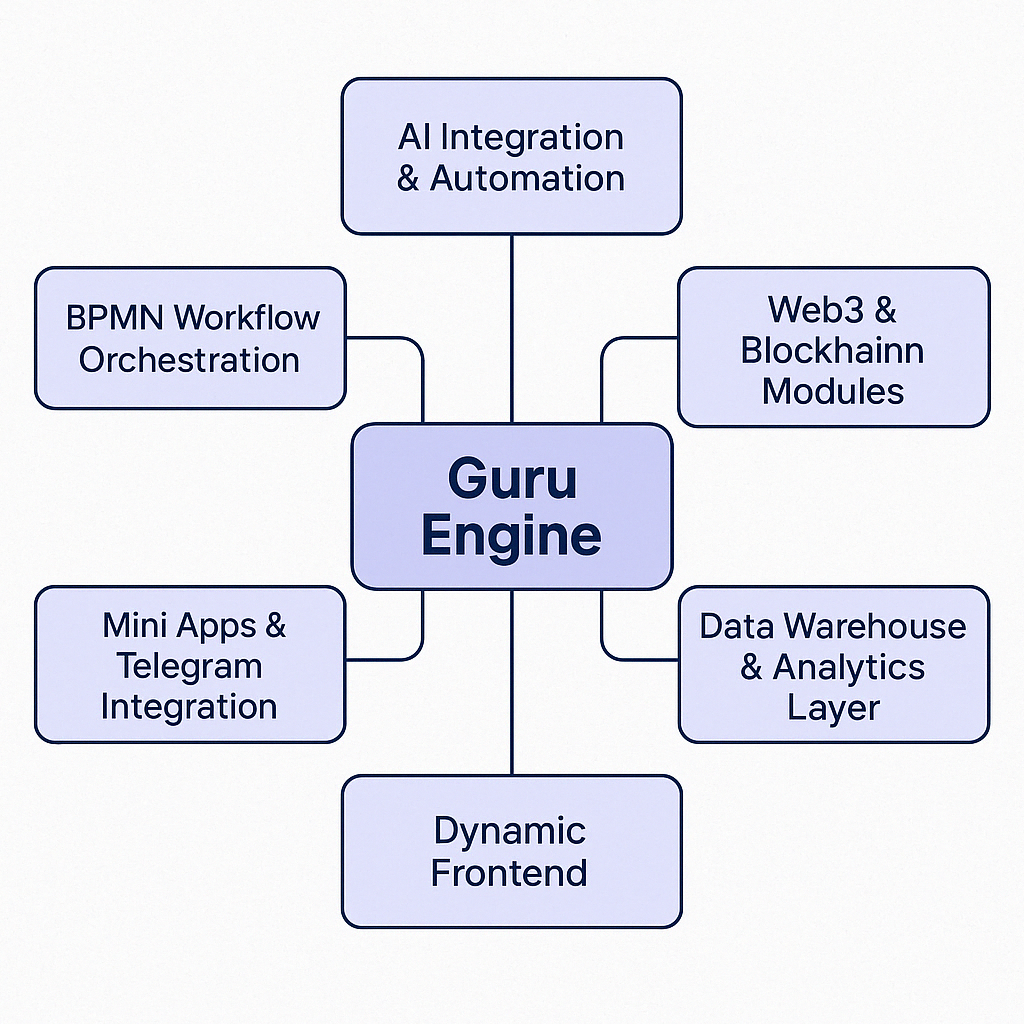 AI Integration
& Automation
BPMN Workflow
Orchestration
Web3 &
Blockhainn
Modules
Guru
Engine
Mini Apps &
Telegram
Integration
Data Warehouse
& Analytics
Layer
Dynamic
Frontend